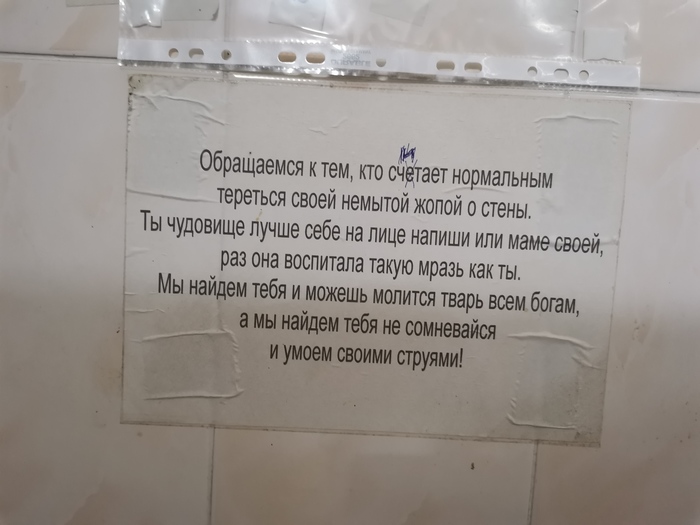 Обращаемся к тем, кто счетает нормальным
тереться своей немытой жопой о стены.
Ты чудовище лучше себе на лице напиши или маме своей,
раз она воспитала такую мразь как ты.
Мы найдем тебя и можешь молится тварь всем богам,
а мы найдем тебя не сомневайся
и умоем своими струями!